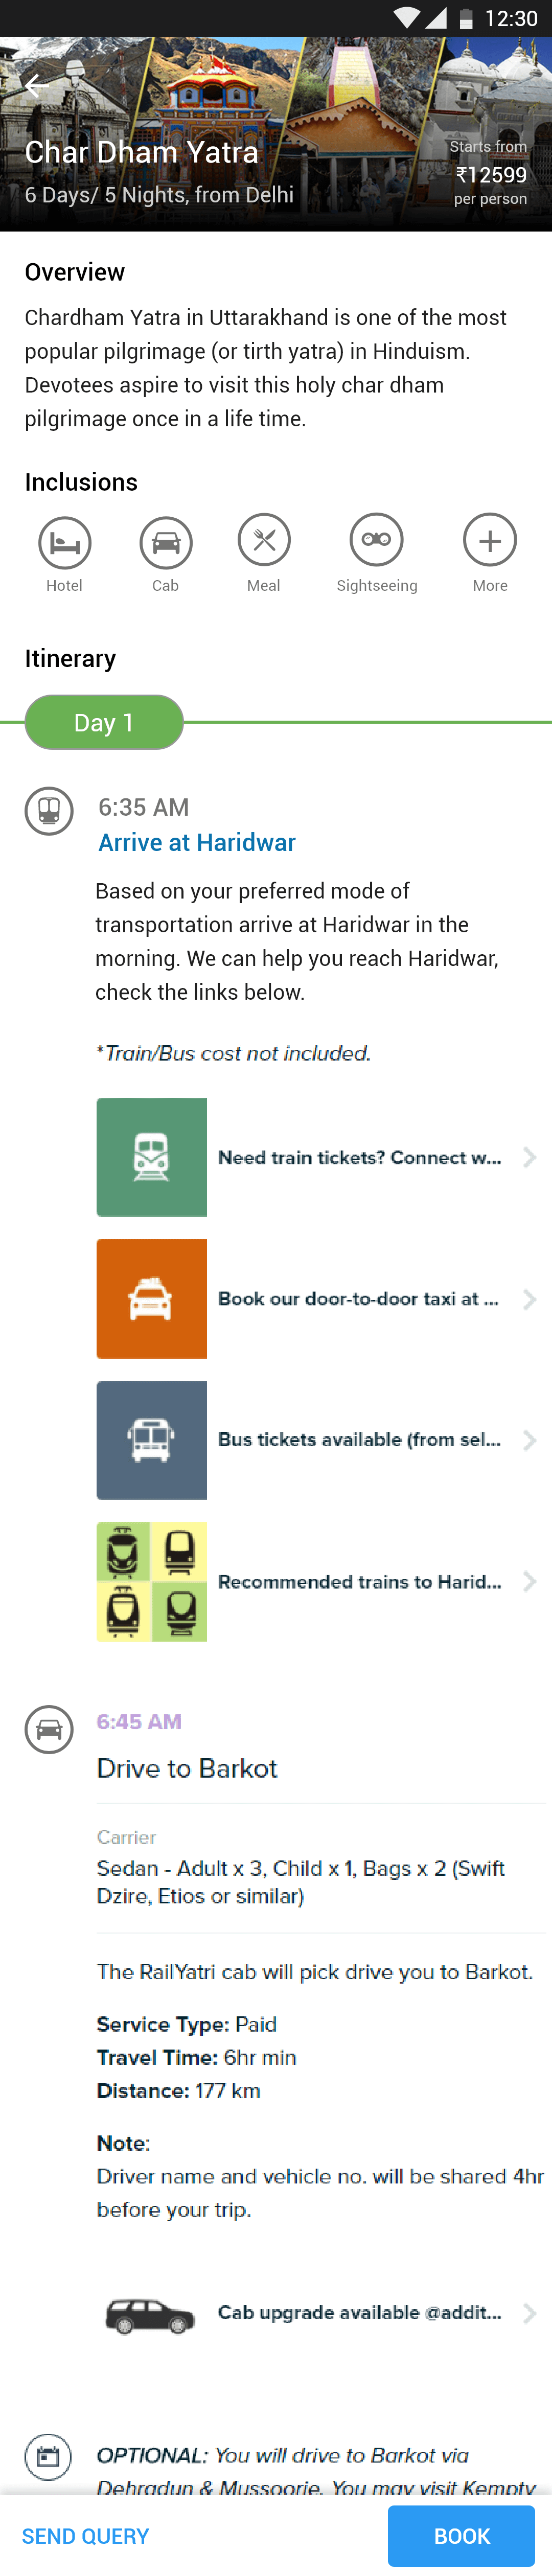 12:30
Char Dham Yatra
6 Days/ 5 Nights, from Delhi
Starts from
₹12599
per person
Overview
Chardham Yatra in Uttarakhand is one of the most
popular pilgrimage (or tirth yatra) in Hinduism.
Devotees aspire to visit this holy char dham
pilgrimage once in a life time.
Inclusions
Hotel
Cab
Meal
Sightseeing
More
Itinerary
Day 1
6:35 AM
Arrive at Haridwar
Based on your preferred mode of
transportation arrive at Haridwar in the
morning. We can help you reach Haridwar,
check the links below.
*Train/Bus cost not included.
Need train tickets? Connect w...
Book our door-to-door taxi at ...
Bus tickets available (from sel...
Recommended trains to Harid...
6:45 AM
Drive to Barkot
Carrier
Sedan - Adult x 3, Child x 1, Bags x 2 (Swift
Dzire, Etios or similar)
The RailYatri cab will pick drive you to Barkot.
Service Type: Paid
Travel Time: 6hr min
Distance: 177 km
Note:
Driver name and vehicle no. will be shared 4hr
before your trip.
Cab upgrade available @addit...
OPTIONAL: You will drive to Barkot via
Dehradun & Mussoorie. You may visit Kempty
SEND QUERY
BOOK